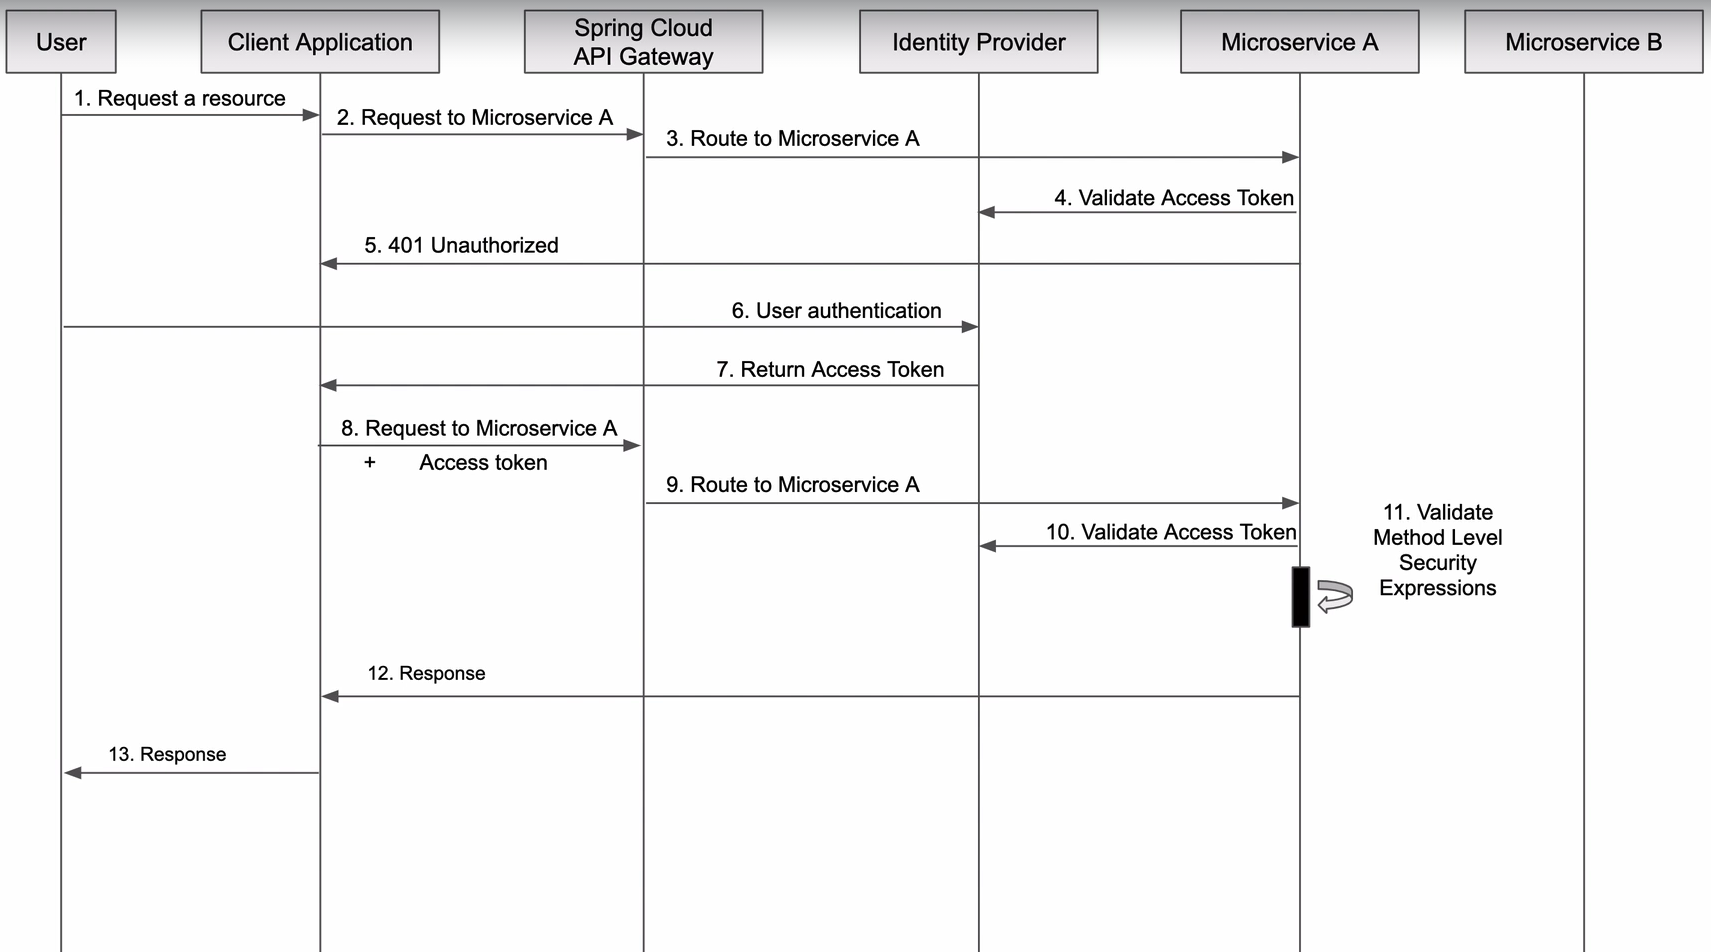 User
Client Application
Spring Cloud
API Gateway
Identity Provider
Microservice A
Microservice B
1. Request a resource
2. Request to Microservice A
3. Route to Microservice A
4. Validate Access Token
5. 401 Unauthorized
6. User authentication
7. Return Access Token
8. Request to Microservice A
+ Access token
9. Route to Microservice A
10. Validate Access Token
11. Validate
Method Level
Security
Expressions
12. Response
13. Response